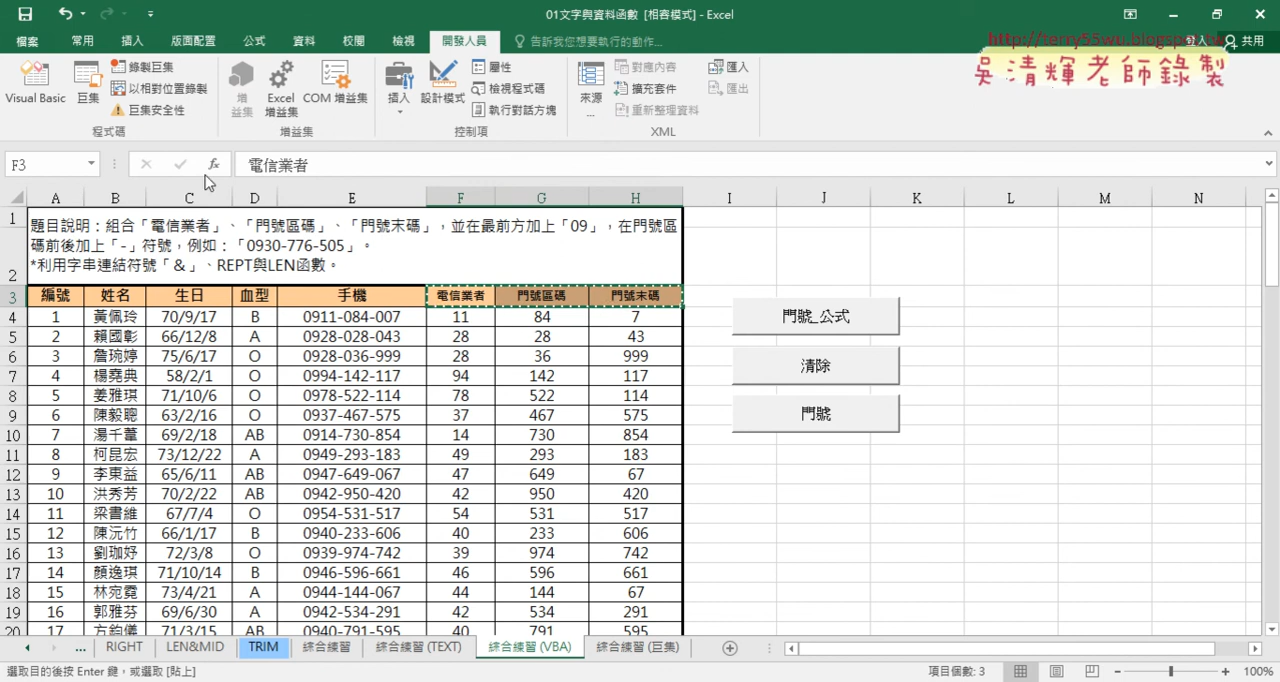 01文字與資料函數 [相容模式] - Excel
http://terry55wu.blogspot.tw
吳清輝老師錄製
檔案 常用 插入 版面配置 公式 資料 校閱 檢視 開發人員 告訴我您想要執行的動作... 登入 共用
Visual Basic 巨集 錄製巨集 以相對位置錄製 巨集安全性 增益集 Excel 增益集 COM 增益集 插入 設計模式 屬性 檢視程式碼 執行對話方塊 來源... 對應內容 擴充套件 重新整理資料 匯入 匯出
程式碼 增益集 控制項 XML
F3 fx 電信業者
A B C D E F G H I J K L M N
1 題目說明：組合「電信業者」、「門號區碼」、「門號末碼」，並在最前方加上「09」，在門號區
碼前後加上「-」符號，例如：「0930-776-505」。
2 *利用字串連結符號「&」、REPT與LEN函數。
3 編號 姓名 生日 血型 手機 電信業者 門號區碼 門號末碼
4 1 黃佩玲 70/9/17 B 0911-084-007 11 84 7 門號_公式
5 2 賴國彰 66/12/8 A 0928-028-043 28 28 43
6 3 詹琬婷 75/6/17 O 0928-036-999 28 36 999 清除
7 4 楊堯典 58/2/1 O 0994-142-117 94 142 117
8 5 姜雅琪 71/10/6 O 0978-522-114 78 522 114
9 6 陳毅聰 63/2/16 O 0937-467-575 37 467 575 門號
10 7 湯千葦 69/2/18 AB 0914-730-854 14 730 854
11 8 柯昆宏 73/12/22 A 0949-293-183 49 293 183
12 9 李東益 65/6/11 AB 0947-649-067 47 649 67
13 10 洪秀芳 70/2/22 AB 0942-950-420 42 950 420
14 11 梁書維 67/7/4 O 0954-531-517 54 531 517
15 12 陳沅竹 66/1/17 B 0940-233-606 40 233 606
16 13 劉珈妤 72/3/8 O 0939-974-742 39 974 742
17 14 顏逸琪 71/10/14 B 0946-596-661 46 596 661
18 15 林宛霓 73/4/21 A 0944-144-067 44 144 67
19 16 郭雅芬 69/6/30 A 0942-534-291 42 534 291
20 17 方鈞儀 71/3/15 AB 0940-791-595 40 791 595
... RIGHT LEN&MID TRIM 綜合練習 綜合練習 (TEXT) 綜合練習 (VBA) 綜合練習 (巨集)
選取目的後按 Enter 鍵，或選取 [貼上] 項目個數: 3 100%